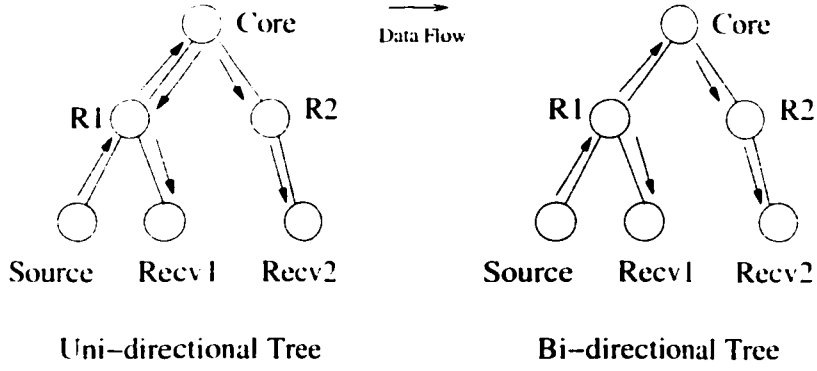 Core
Data Flow
Core
R1
R2
R1
R2
Source
Recv1
Recv2
Source
Recv1
Recv2
Uni-directional Tree
Bi-directional Tree